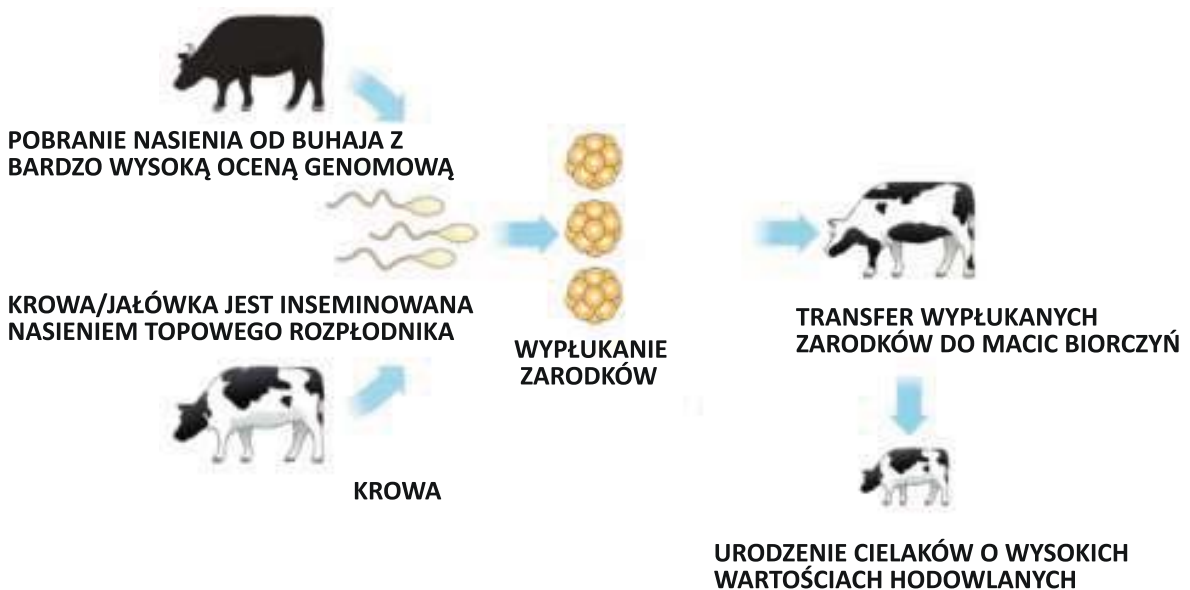 POBRANIE NASIENIA OD BUHAJA Z
BARDZO WYSOKĄ OCENĄ GENOMOWĄ
KROWA/JAŁÓWKA JEST INSEMINOWANA
NASIENIEM TOPOWEGO ROZPŁODNIKA
KROWA
WYPŁUKANIE
ZARODKÓW
TRANSFER WYPŁUKANYCH
ZARODKÓW DO MACIC BIORCZYŃ
URODZENIE CIELAKÓW O WYSOKICH
WARTOŚCIACH HODOWLANYCH